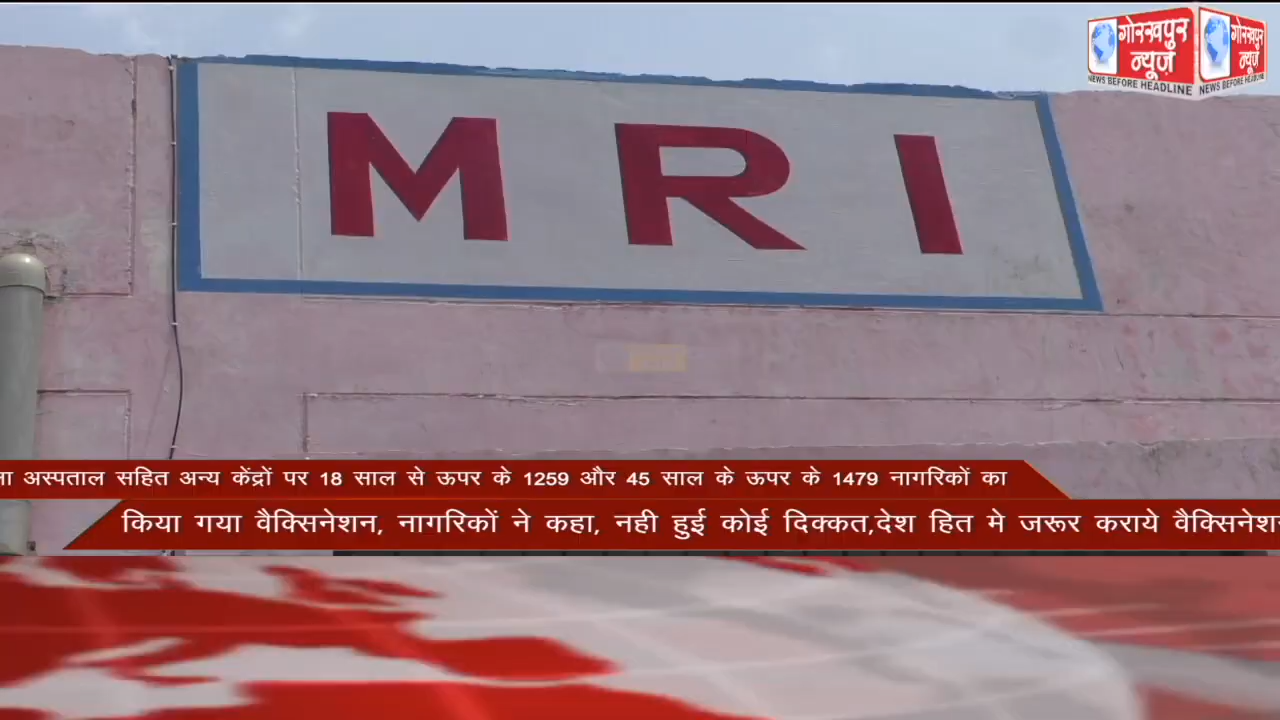 गोरखपुर गोरखपुर
न्यूज़ न्यूज़
NEWS BEFORE HEADLINE NEWS BEFORE HEADLINE
M R I
अस्पताल सहित अन्य केंद्रों पर 18 साल से ऊपर के 1259 और 45 साल के ऊपर के 1479 नागरिकों का
किया गया वैक्सिनेशन, नागरिकों ने कहा, नही हुई कोई दिक्कत,देश हित मे जरूर कराये